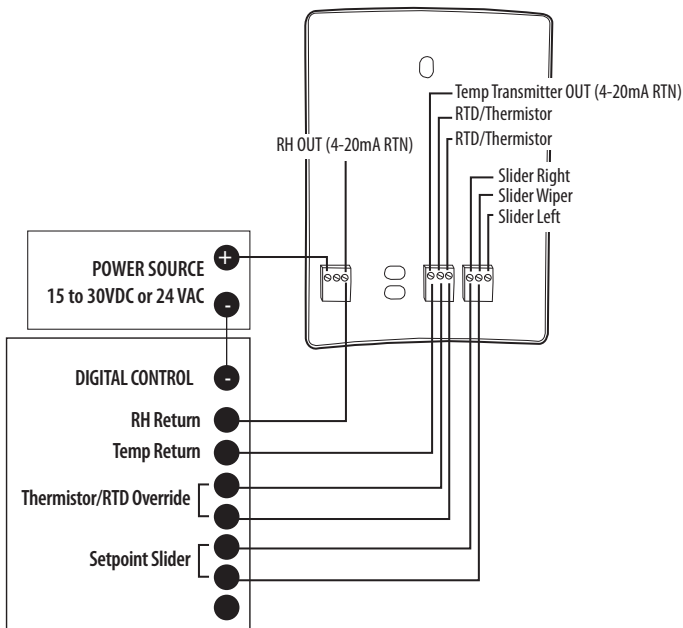 Temp Transmitter OUT (4-20mA RTN)
RTD/Thermistor
RTD/Thermistor
RH OUT (4-20mA RTN)
Slider Right
Slider Wiper
Slider Left
+
POWER SOURCE
15 to 30VDC or 24 VAC
-
DIGITAL CONTROL -
RH Return
Temp Return
Thermistor/RTD Override
Setpoint Slider